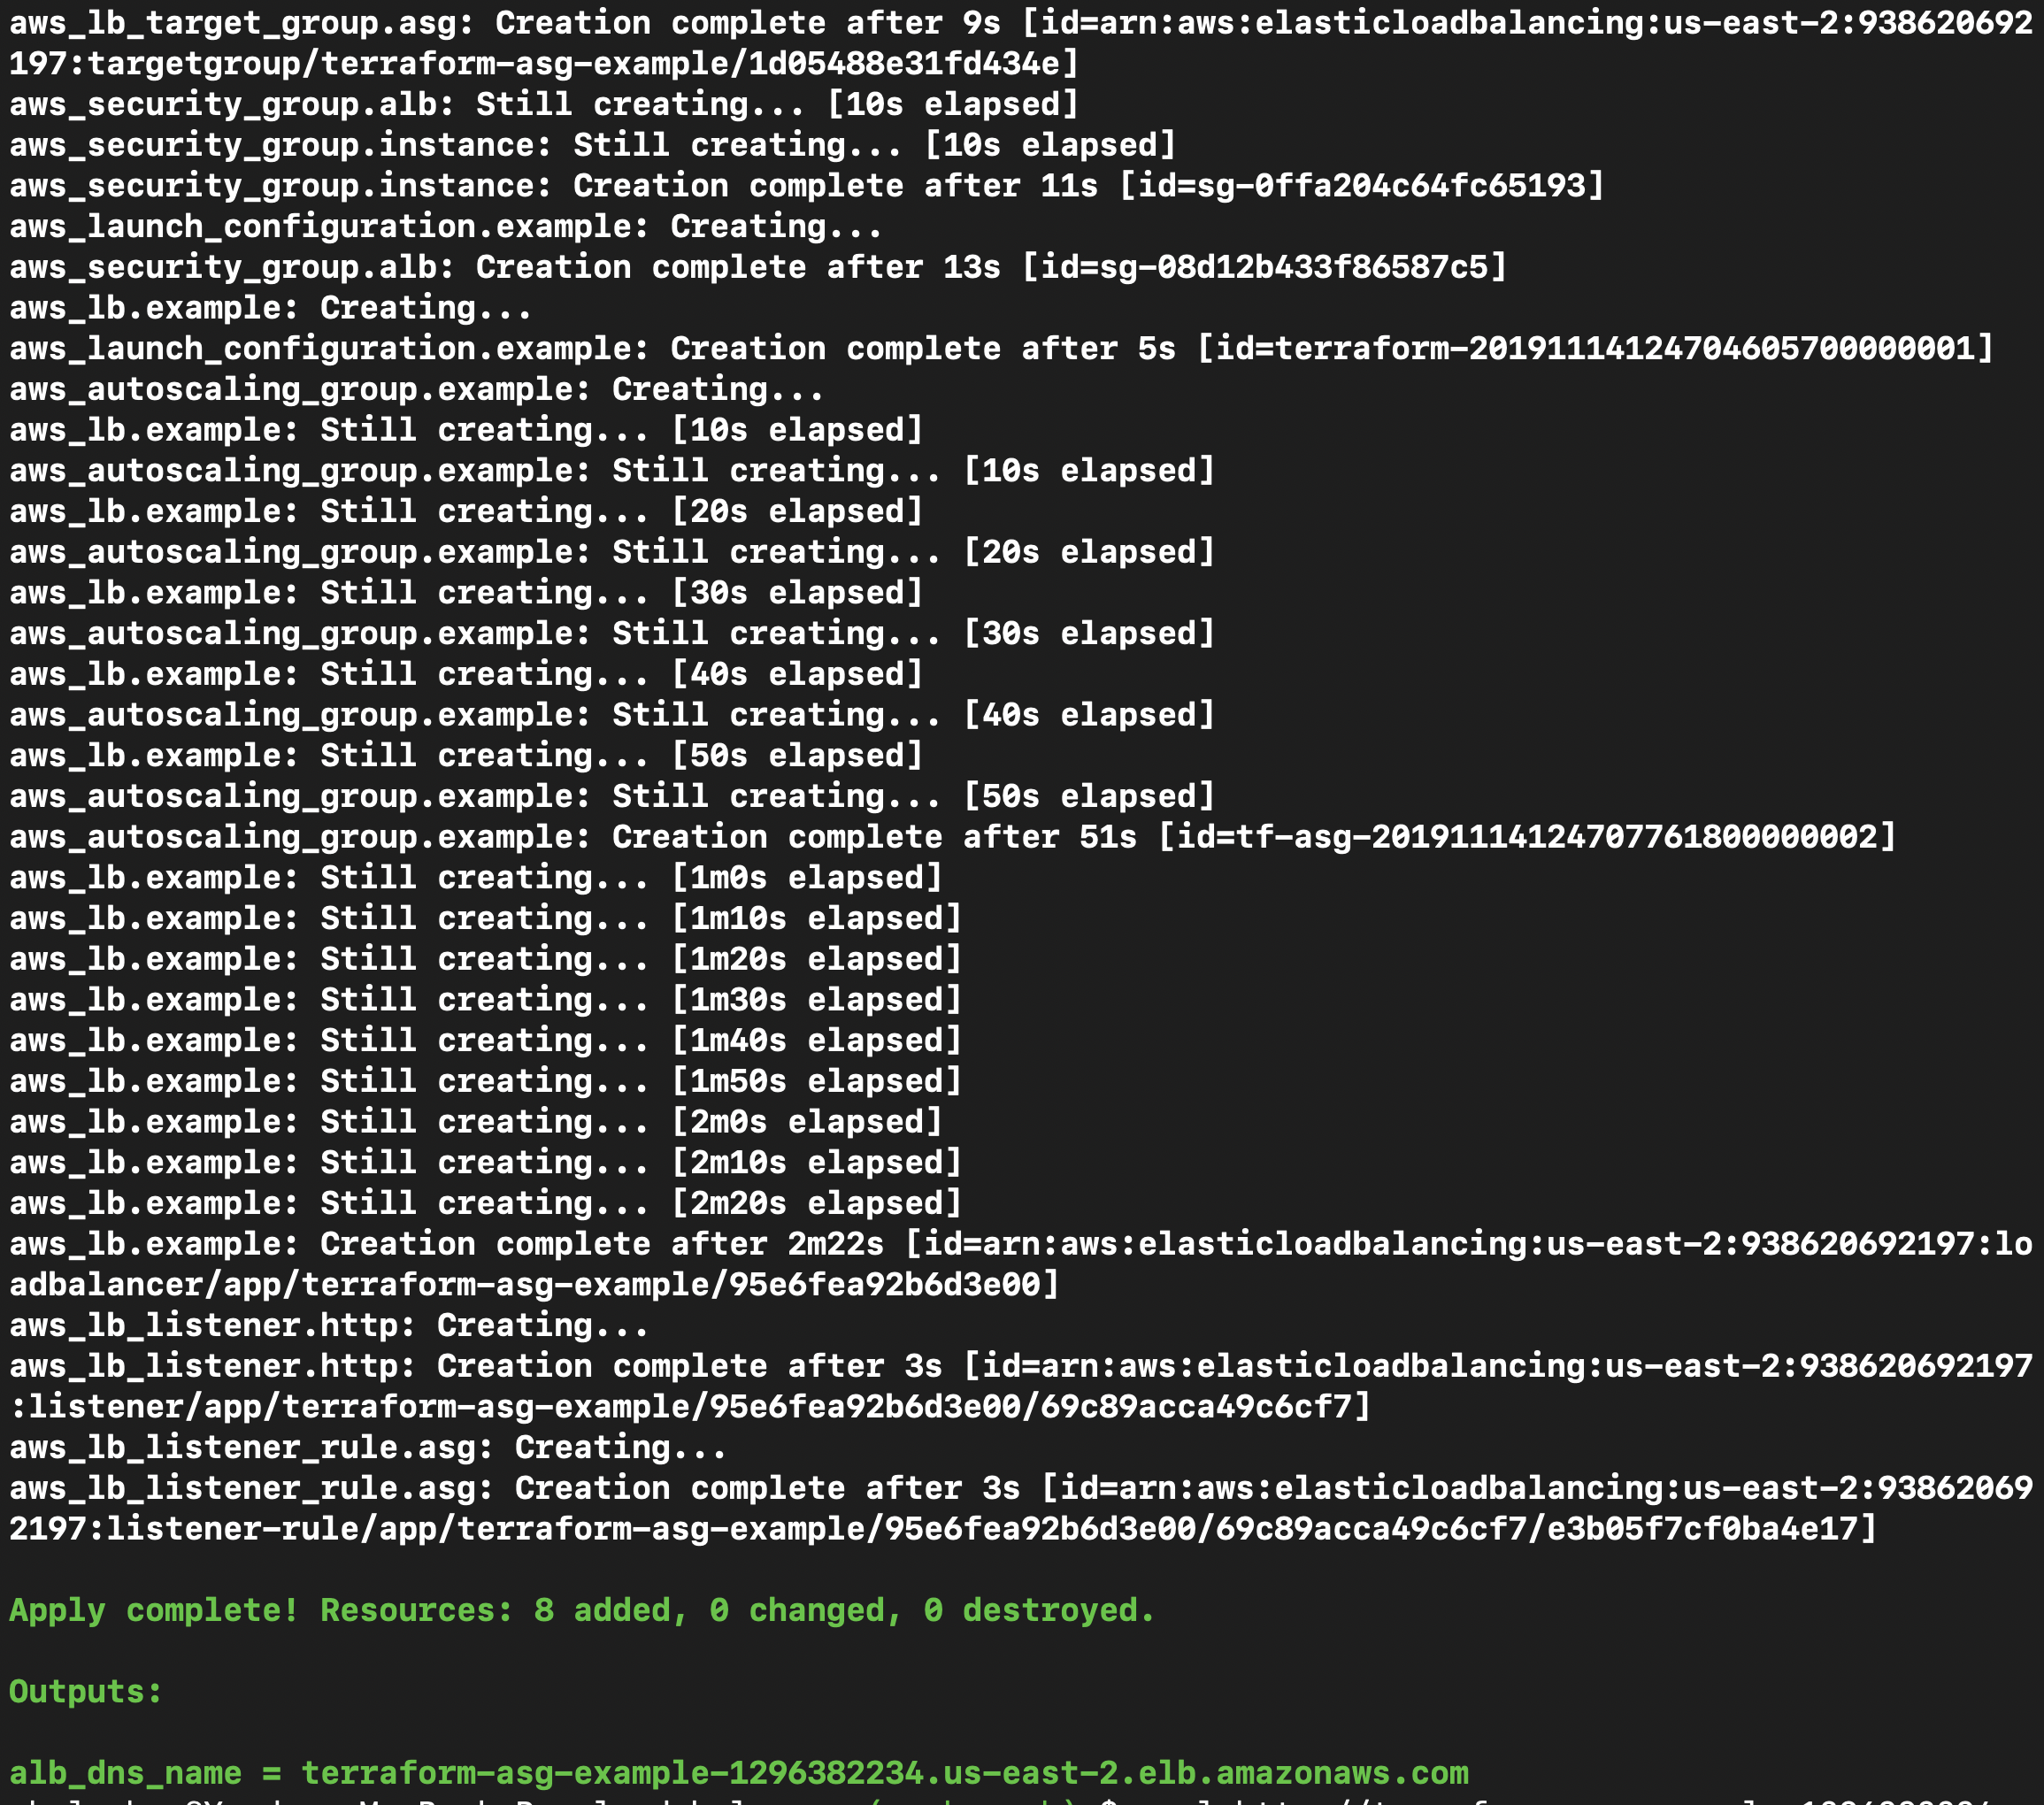 aws_lb_target_group.asg: Creation complete after 9s [id=arn:aws:elasticloadbalancing:us-east-2:938620692
197:targetgroup/terraform-asg-example/1d05488e31fd434e]
aws_security_group.alb: Still creating... [10s elapsed]
aws_security_group.instance: Still creating... [10s elapsed]
aws_security_group.instance: Creation complete after 11s [id=sg-0ffa204c64fc65193]
aws_launch_configuration.example: Creating...
aws_security_group.alb: Creation complete after 13s [id=sg-08d12b433f86587c5]
aws_lb.example: Creating...
aws_launch_configuration.example: Creation complete after 5s [id=terraform-20191114124704605700000001]
aws_autoscaling_group.example: Creating...
aws_lb.example: Still creating... [10s elapsed]
aws_autoscaling_group.example: Still creating... [10s elapsed]
aws_lb.example: Still creating... [20s elapsed]
aws_autoscaling_group.example: Still creating... [20s elapsed]
aws_lb.example: Still creating... [30s elapsed]
aws_autoscaling_group.example: Still creating... [30s elapsed]
aws_lb.example: Still creating... [40s elapsed]
aws_autoscaling_group.example: Still creating... [40s elapsed]
aws_lb.example: Still creating... [50s elapsed]
aws_autoscaling_group.example: Still creating... [50s elapsed]
aws_autoscaling_group.example: Creation complete after 51s [id=tf-asg-20191114124707761800000002]
aws_lb.example: Still creating... [1m0s elapsed]
aws_lb.example: Still creating... [1m10s elapsed]
aws_lb.example: Still creating... [1m20s elapsed]
aws_lb.example: Still creating... [1m30s elapsed]
aws_lb.example: Still creating... [1m40s elapsed]
aws_lb.example: Still creating... [1m50s elapsed]
aws_lb.example: Still creating... [2m0s elapsed]
aws_lb.example: Still creating... [2m10s elapsed]
aws_lb.example: Still creating... [2m20s elapsed]
aws_lb.example: Creation complete after 2m22s [id=arn:aws:elasticloadbalancing:us-east-2:938620692197:lo
adbalancer/app/terraform-asg-example/95e6fea92b6d3e00]
aws_lb_listener.http: Creating...
aws_lb_listener.http: Creation complete after 3s [id=arn:aws:elasticloadbalancing:us-east-2:938620692197
:listener/app/terraform-asg-example/95e6fea92b6d3e00/69c89acca49c6cf7]
aws_lb_listener_rule.asg: Creating...
aws_lb_listener_rule.asg: Creation complete after 3s [id=arn:aws:elasticloadbalancing:us-east-2:93862069
2197:listener-rule/app/terraform-asg-example/95e6fea92b6d3e00/69c89acca49c6cf7/e3b05f7cf0ba4e17]
Apply complete! Resources: 8 added, 0 changed, 0 destroyed.
Outputs:
alb_dns_name = terraform-asg-example-1296382234.us-east-2.elb.amazonaws.com